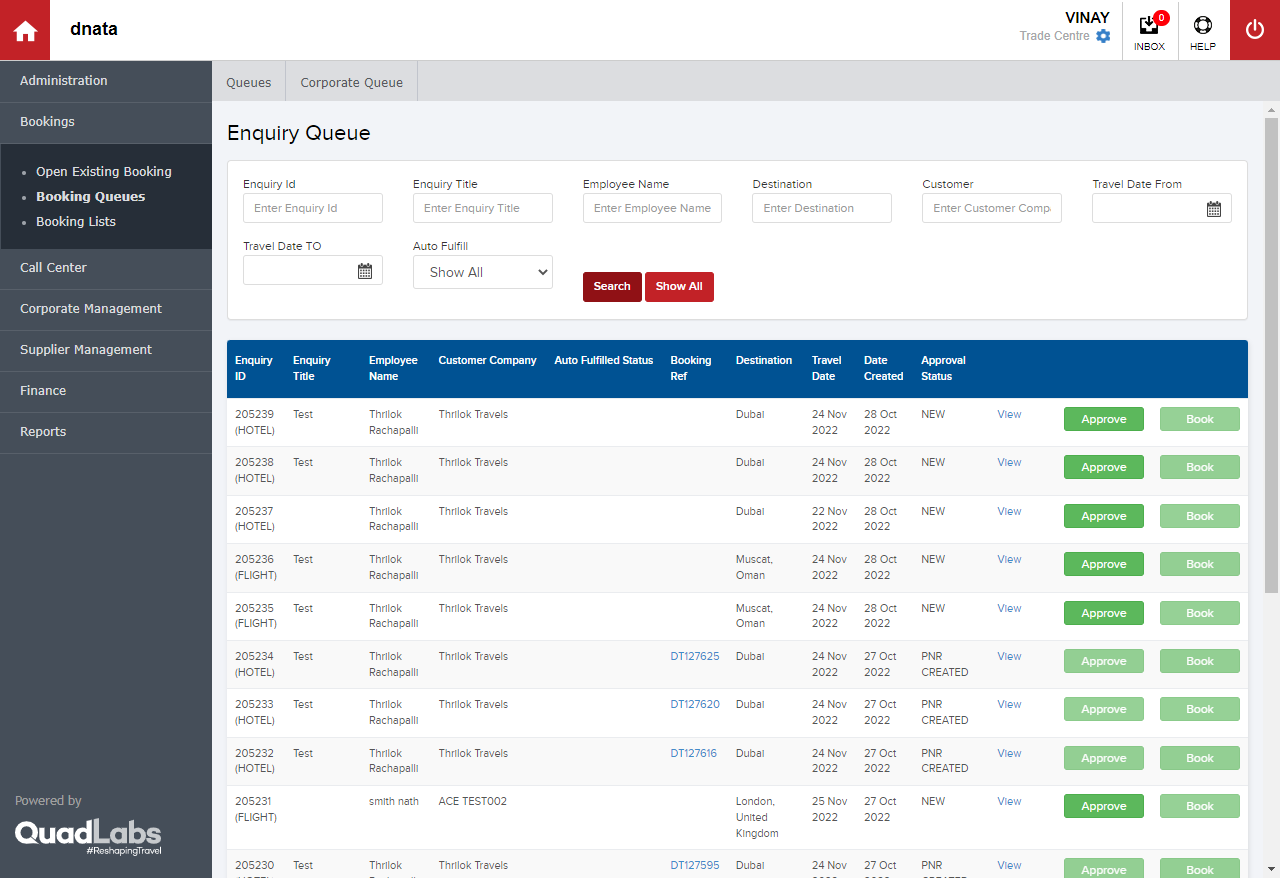 dnata
VINAY
Trade Centre
0
INBOX
HELP
Administration
Bookings
Open Existing Booking
Booking Queues
Booking Lists
Call Center
Corporate Management
Supplier Management
Finance
Reports
Powered by
QuadLabs
#ReshapingTravel
Queues Corporate Queue
Enquiry Queue
Enquiry Id Enquiry Title Employee Name Destination Customer Travel Date From
Enter Enquiry Id Enter Enquiry Title Enter Employee Name Enter Destination Enter Customer Comp
Travel Date TO Auto Fulfill
Show All Search Show All
Enquiry Enquiry Employee Customer Company Auto Fulfilled Status Booking Destination Travel Date Approval
ID Title Name Ref Date Created Status
205239 Test Thrilok Thrilok Travels Dubai 24 Nov 28 Oct NEW View Approve Book
(HOTEL) Rachapalli 2022 2022
205238 Test Thrilok Thrilok Travels Dubai 24 Nov 28 Oct NEW View Approve Book
(HOTEL) Rachapalli 2022 2022
205237 Thrilok Thrilok Travels Dubai 22 Nov 28 Oct NEW View Approve Book
(HOTEL) Rachapalli 2022 2022
205236 Test Thrilok Thrilok Travels Muscat, 24 Nov 28 Oct NEW View Approve Book
(FLIGHT) Rachapalli Oman 2022 2022
205235 Test Thrilok Thrilok Travels Muscat, 24 Nov 28 Oct NEW View Approve Book
(FLIGHT) Rachapalli Oman 2022 2022
205234 Test Thrilok Thrilok Travels DT127625 Dubai 24 Nov 27 Oct PNR View Approve Book
(HOTEL) Rachapalli 2022 2022 CREATED
205233 Test Thrilok Thrilok Travels DT127620 Dubai 24 Nov 27 Oct PNR View Approve Book
(HOTEL) Rachapalli 2022 2022 CREATED
205232 Test Thrilok Thrilok Travels DT127616 Dubai 24 Nov 27 Oct PNR View Approve Book
(HOTEL) Rachapalli 2022 2022 CREATED
205231 smith nath ACE TEST002 London, 25 Nov 27 Oct NEW View Approve Book
(FLIGHT) United 2022 2022
Kingdom
205230 Test Thrilok Thrilok Travels DT127595 Dubai 24 Nov 27 Oct PNR View Approve Book